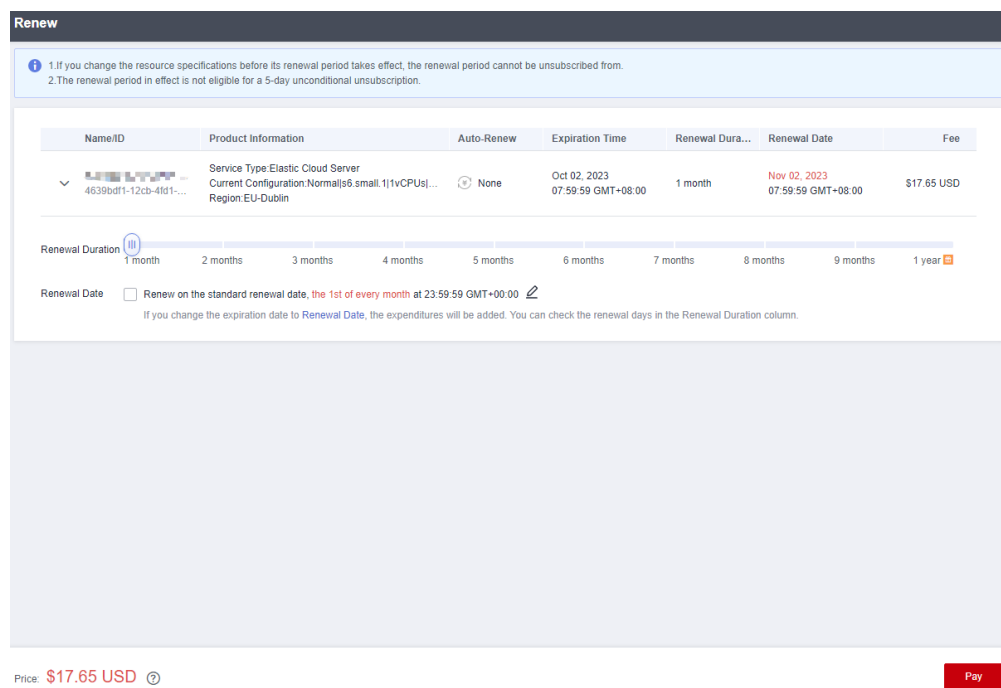 Renew
1.If you change the resource specifications before its renewal period takes effect, the renewal period cannot be unsubscribed from.
2.The renewal period in effect is not eligible for a 5-day unconditional unsubscription.
Name/ID Product Information Auto-Renew Expiration Time Renewal Dura... Renewal Date Fee
Service Type:Elastic Cloud Server
4639bdf1-12cb-4fd1-... Current Configuration:Normal|s6.small.1|1vCPUs|... None Oct 02, 2023 1 month Nov 02, 2023 $17.65 USD
Region:EU-Dublin 07:59:59 GMT+08:00 07:59:59 GMT+08:00
Renewal Duration
1 month 2 months 3 months 4 months 5 months 6 months 7 months 8 months 9 months 1 year
Renewal Date Renew on the standard renewal date, the 1st of every month at 23:59:59 GMT+00:00
If you change the expiration date to Renewal Date, the expenditures will be added. You can check the renewal days in the Renewal Duration column.
Price: $17.65 USD
Pay